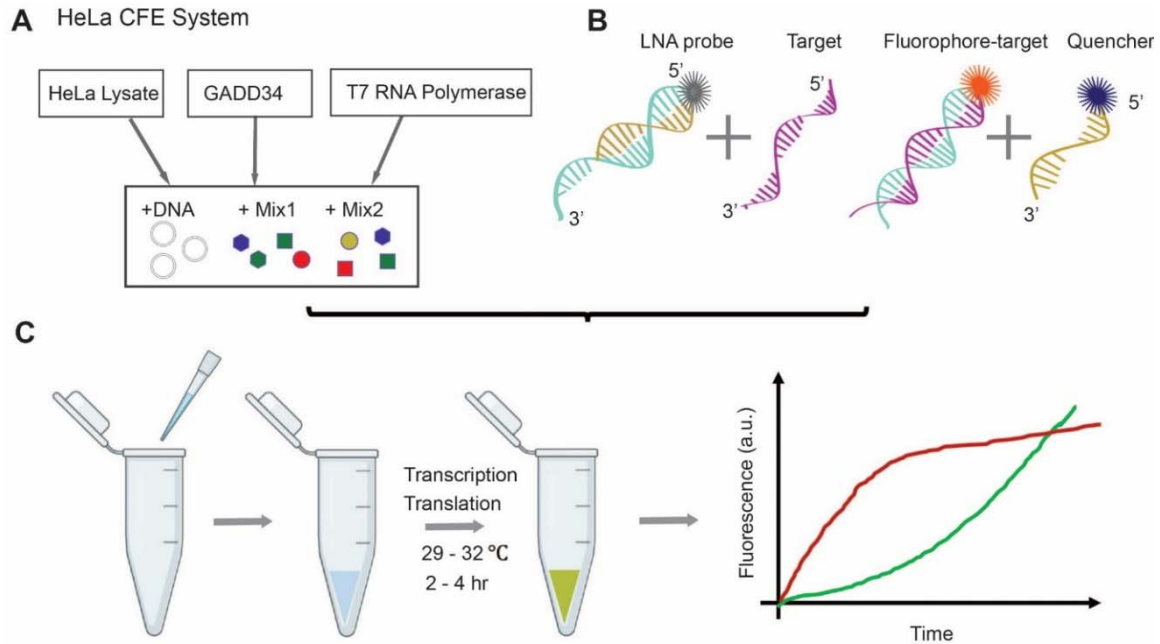 A HeLa CFE System
HeLa Lysate
GADD34
T7 RNA Polymerase
+DNA + Mix1 + Mix2
B
LNA probe Target Fluorophore-target Quencher
5’ 5’ 5’
3’ 3’ 3’
C
Transcription
Translation
29 - 32 ℃
2 - 4 hr
Fluorescence (a.u.)
Time